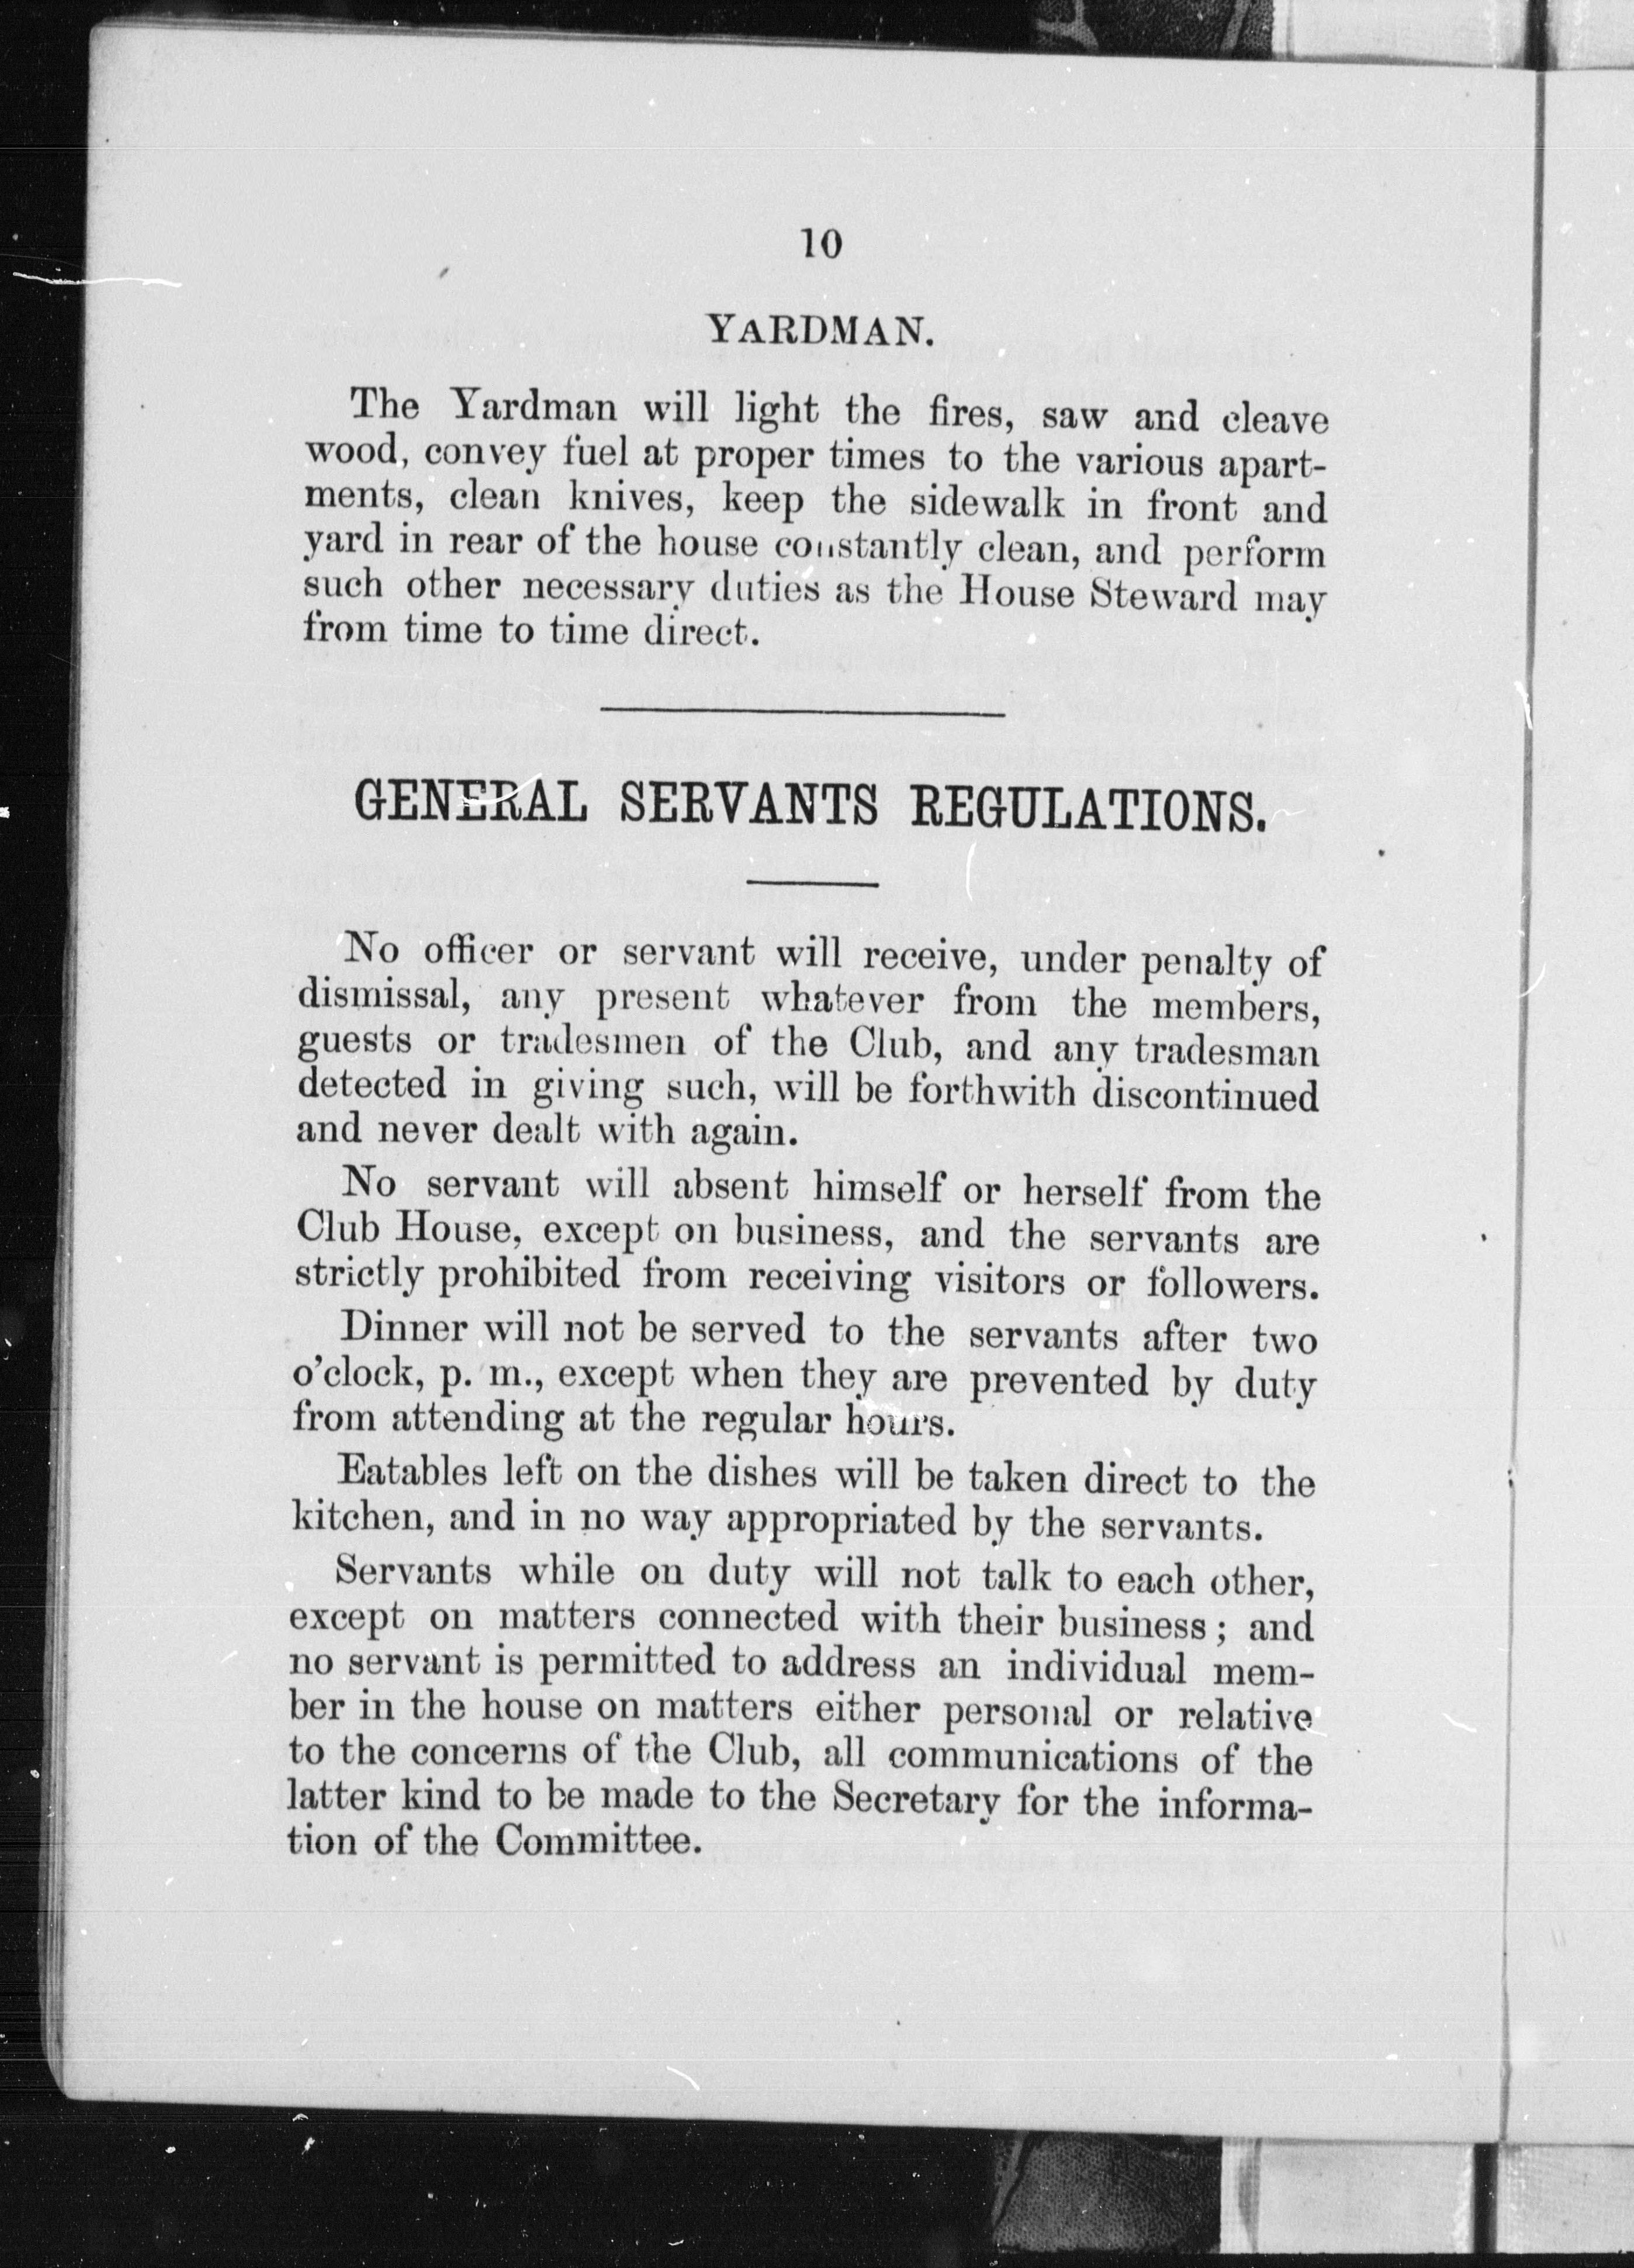 10
YARDMAN.
The Yardman will light the fires, saw and cleave
wood, convey fuel at proper times to the various apart-
ments, clean knives, keep the sidewalk in front and
yard in rear of the house constantly clean, and perform
such other necessary duties as the House Steward may
from time to time direct.
GENERAL SERVANTS REGULATIONS.
No officer or servant will receive, under penalty of
dismissal, any present whatever from the members,
guests or tradesmen of the Club, and any tradesman
detected in giving such, will be forthwith discontinued
and never dealt with again.
No servant will absent himself or herself from the
Club House, except on business, and the servants are
strictly prohibited from receiving visitors or followers.
Dinner will not be served to the servants after two
o'clock, p. m., except when they are prevented by duty
from attending at the regular hours.
Eatables left on the dishes will be taken direct to the
kitchen, and in no way appropriated by the servants.
Servants while on duty will not talk to each other,
except on matters connected with their business; and
no servant is permitted to address an individual mem-
ber in the house on matters either personal or relative
to the concerns of the Club, all communications of the
latter kind to be made to the Secretary for the informa-
tion of the Committee.